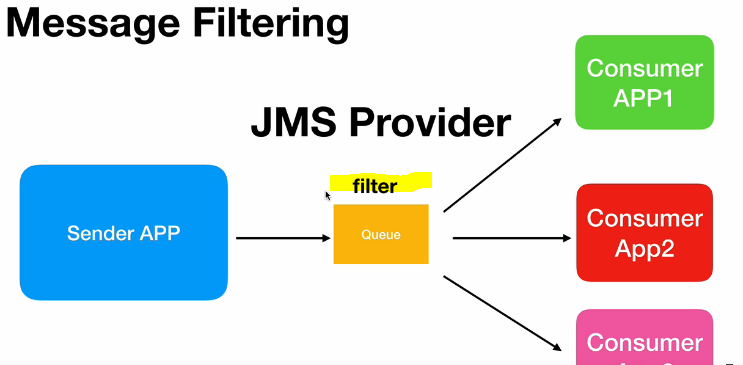 Message Filtering
JMS Provider
Sender APP
filter
Queue
Consumer
APP1
Consumer
App2
Consumer